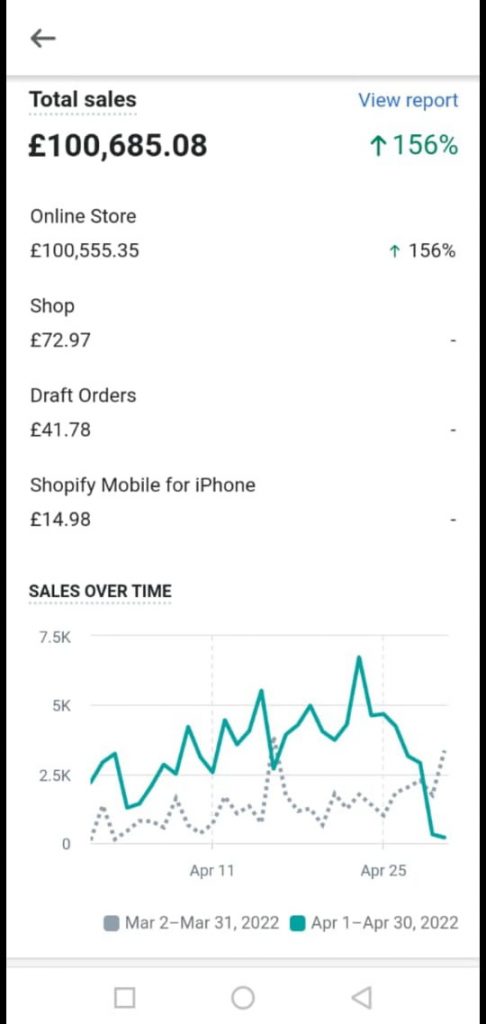 Total sales View report
£100,685.08 ↑ 156%
Online Store
£100,555.35 ↑ 156%
Shop
£72.97 -
Draft Orders
£41.78 -
Shopify Mobile for iPhone
£14.98 -
SALES OVER TIME
7.5K
5K
2.5K
0
Apr 11 Apr 25
Mar 2–Mar 31, 2022 Apr 1–Apr 30, 2022